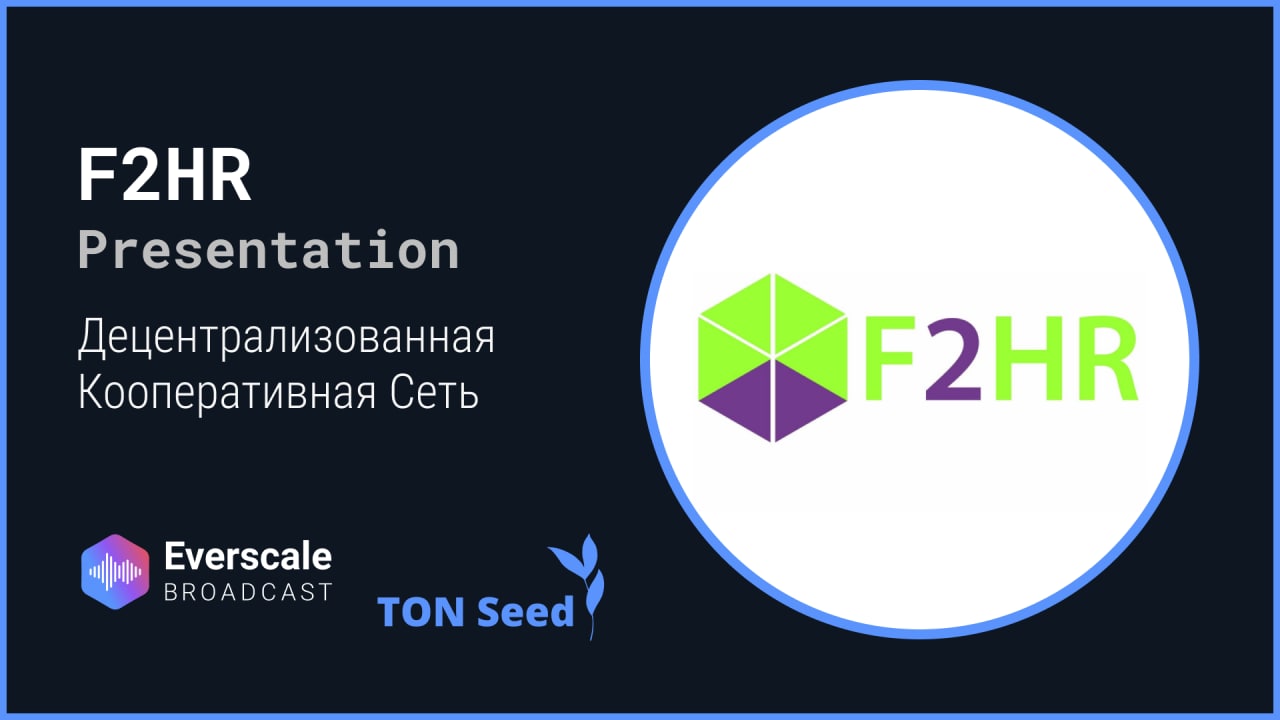 F2HR
Presentation
Децентрализованная
Кооперативная Сеть
Everscale
BROADCAST
TON Seed
F2HR